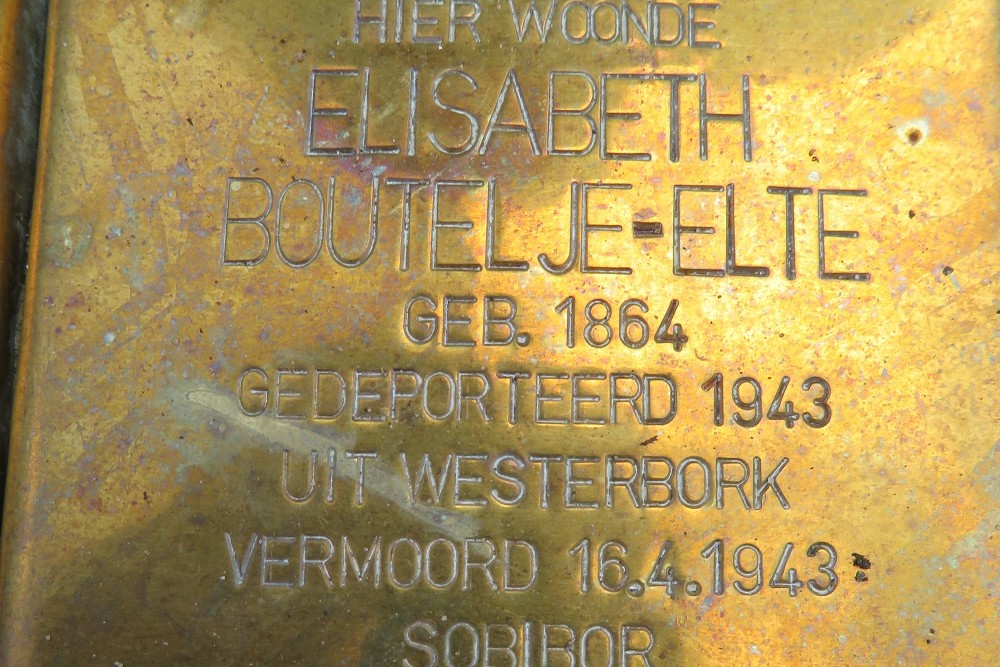 HIER WOONDE
ELISABETH
BOUTELJE-ELTE
GEB. 1864
GEDEPORTEERD 1943
UIT WESTERBORK
VERMOORD 16.4.1943
SOBIBOR